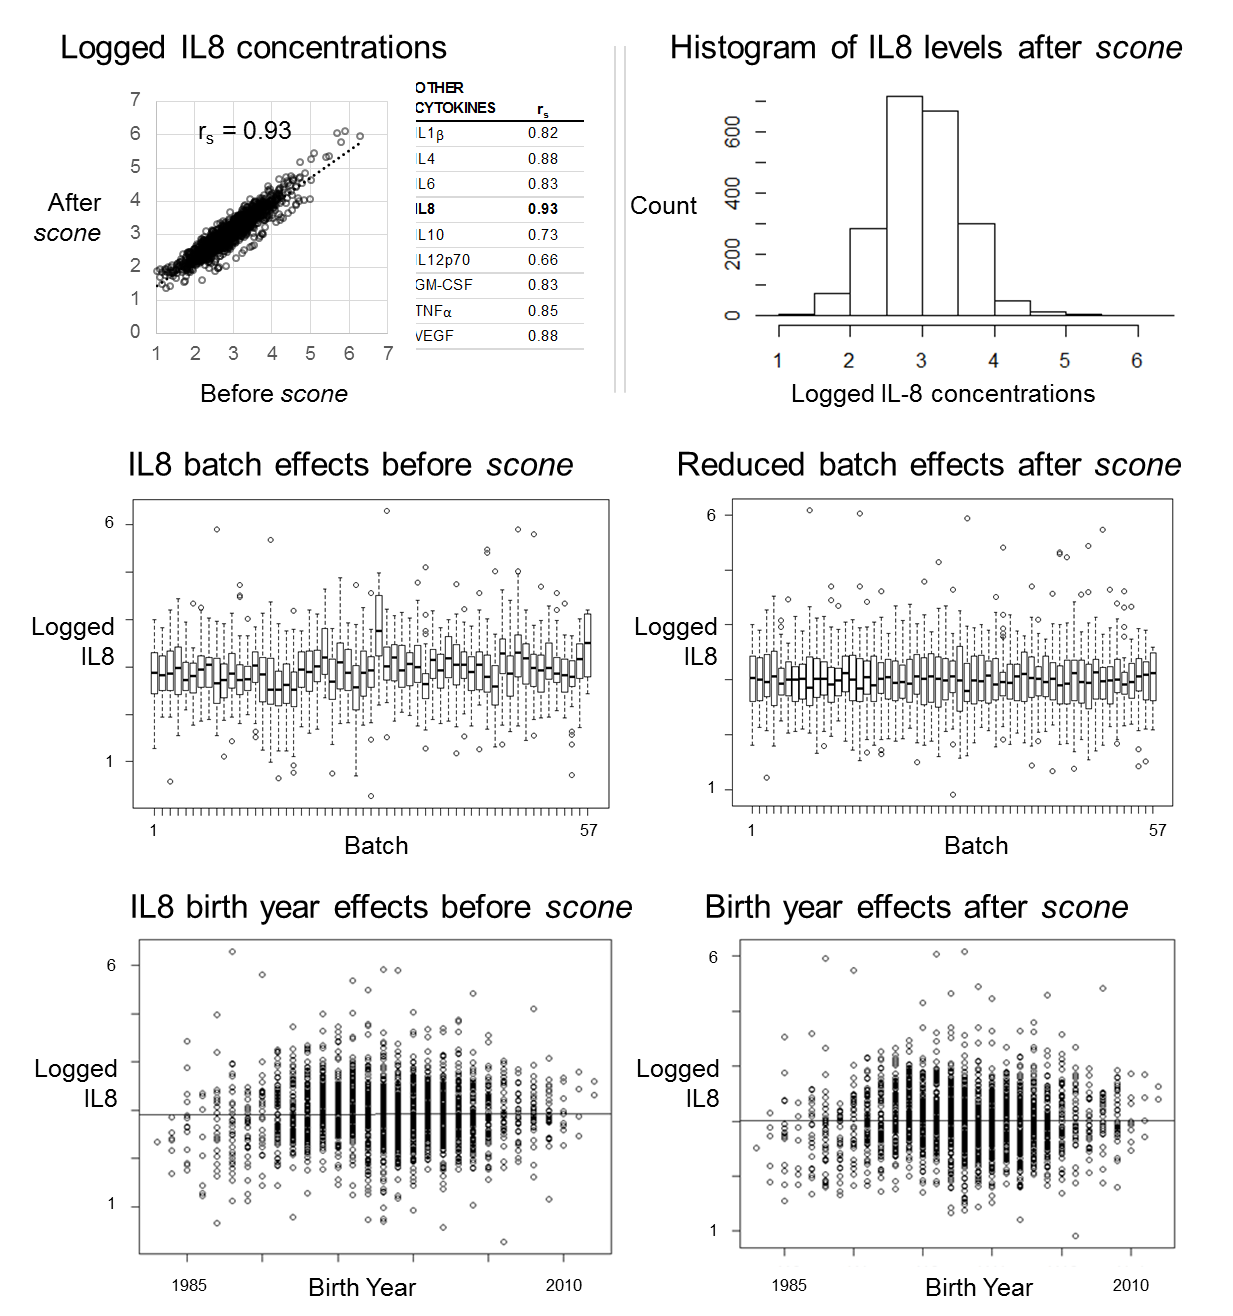 Logged IL8 concentrations
7
6
5
4
3
2
1
0
After
scone
rs = 0.93
1 2 3 4 5 6 7
Before scone
OTHER
CYTOKINES rs
IL1β 0.82
IL4 0.88
IL6 0.83
IL8 0.93
IL10 0.73
IL12p70 0.66
GM-CSF 0.83
TNFα 0.85
VEGF 0.88
Histogram of IL8 levels after scone
Count
600
400
200
0
1 2 3 4 5 6
Logged IL-8 concentrations
IL8 batch effects before scone
6
Logged
IL8
1
1 57
Batch
Reduced batch effects after scone
6
Logged
IL8
1
1 57
Batch
IL8 birth year effects before scone
6
Logged
IL8
1
1985 2010
Birth Year
Birth year effects after scone
6
Logged
IL8
1
1985 2010
Birth Year